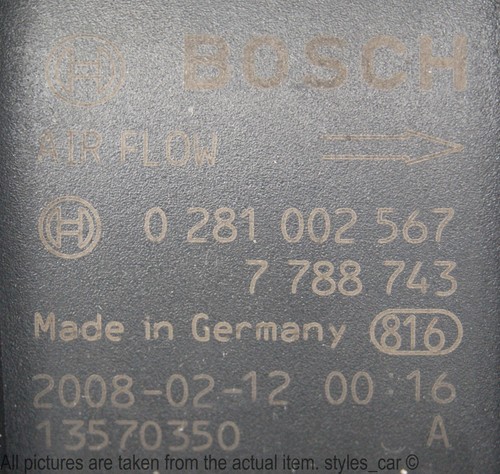 BOSCH
AIR FLOW
0 281 002 567
7 788 743
Made in Germany 816
2008-02-12 00:16
13570350 A
All pictures are taken from the actual item. styles_car ©